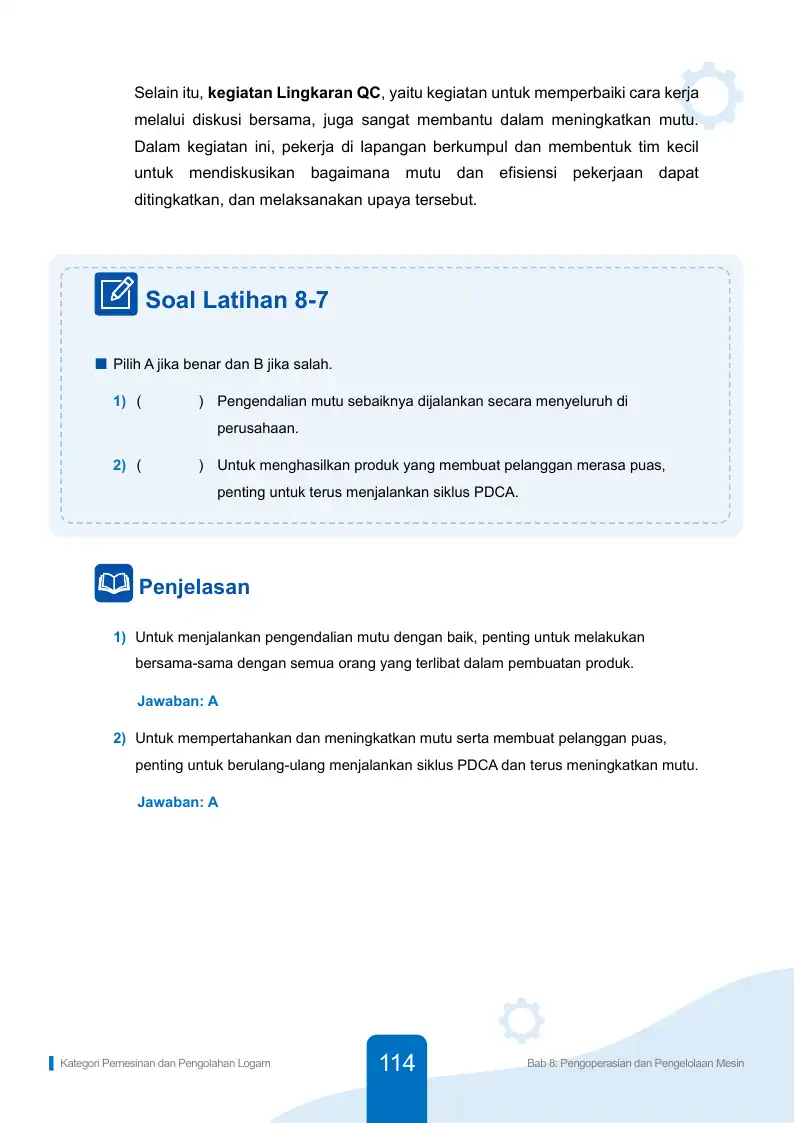 Selain itu, kegiatan Lingkaran QC, yaitu kegiatan untuk memperbaiki cara kerja
melalui diskusi bersama, juga sangat membantu dalam meningkatkan mutu.
Dalam kegiatan ini, pekerja di lapangan berkumpul dan membentuk tim kecil
untuk mendiskusikan bagaimana mutu dan efisiensi pekerjaan dapat
ditingkatkan, dan melaksanakan upaya tersebut.
Soal Latihan 8-7
■ Pilih A jika benar dan B jika salah.
1) ( ) Pengendalian mutu sebaiknya dijalankan secara menyeluruh di
perusahaan.
2) ( ) Untuk menghasilkan produk yang membuat pelanggan merasa puas,
penting untuk terus menjalankan siklus PDCA.
Penjelasan
1) Untuk menjalankan pengendalian mutu dengan baik, penting untuk melakukan
bersama-sama dengan semua orang yang terlibat dalam pembuatan produk.
Jawaban: A
2) Untuk mempertahankan dan meningkatkan mutu serta membuat pelanggan puas,
penting untuk berulang-ulang menjalankan siklus PDCA dan terus meningkatkan mutu.
Jawaban: A
Kategori Pemesinan dan Pengolahan Logam
114
Bab 8: Pengoperasian dan Pengelolaan Mesin